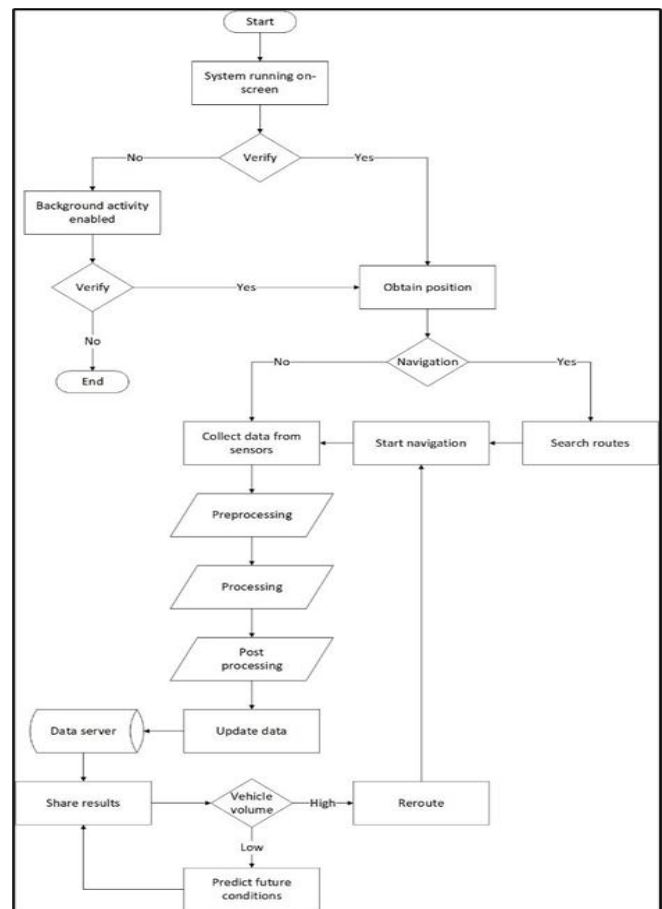 Start
System running on-
screen
No
Verify
Yes
Background activity
enabled
Verify
Yes
Obtain position
No
End
No
Navigation
Yes
Collect data from
sensors
Start navigation
Search routes
Preprocessing
Processing
Post
processing
Data server
Update data
Share results
Vehicle
volume
High
Reroute
Low
Predict future
conditions